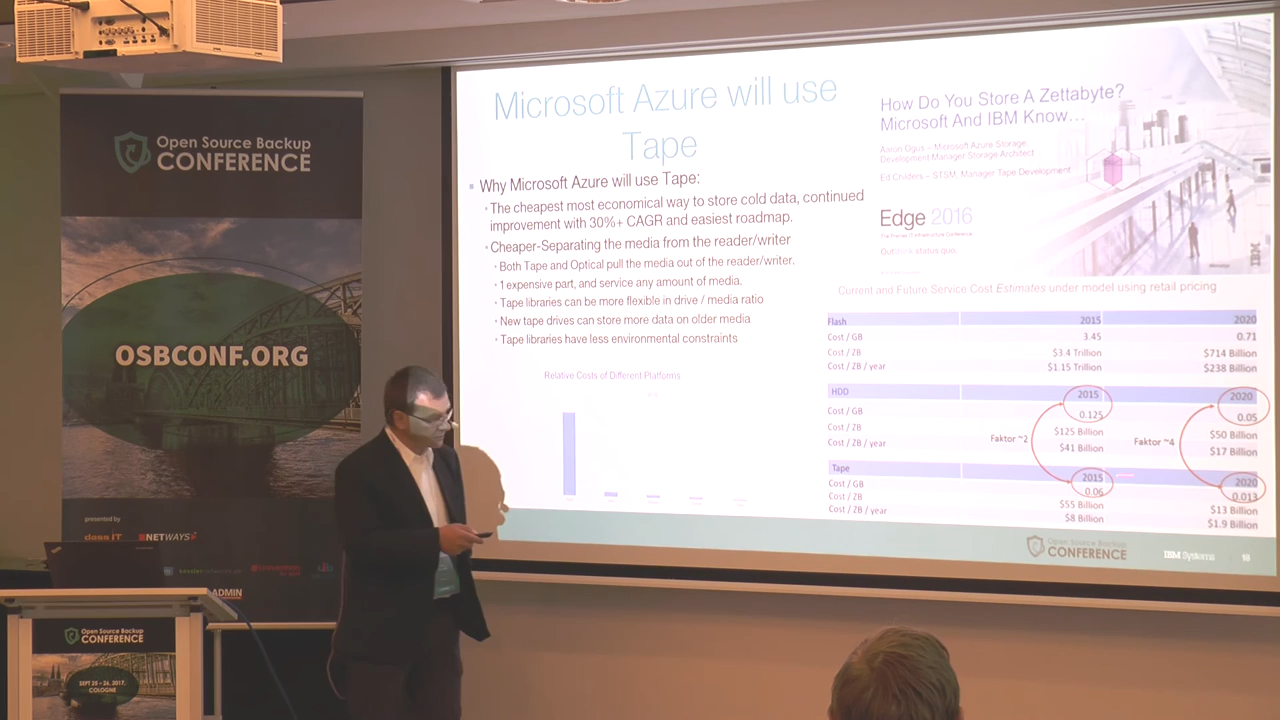 Open Source Backup
CONFERENCE
OSBCONF.ORG
presented by
dass IT
NETWAYS
ADMIN
Open Source Backup
CONFERENCE
SEPT 25 – 26, 2017,
COLOGNE
Microsoft Azure will use
Tape
Why Microsoft Azure will use Tape:
The cheapest most economical way to store cold data, continued
improvement with 30%+ CAGR and easiest roadmap.
Cheaper-Separating the media from the reader/writer
Both Tape and Optical pull the media out of the reader/writer.
1 expensive part, and service any amount of media.
Tape libraries can be more flexible in drive / media ratio
New tape drives can store more data on older media
Tape libraries have less environmental constraints
Relative Costs of Different Platforms
How Do You Store A Zettabyte?
Microsoft And IBM Know…
Aaron Ogus – Microsoft Azure Storage
Development Manager Storage Architect
Ed Childers – STSM, Manager Tape Development
Edge 2016
The Premier IT Infrastructure Conference
Outthink status quo.
IBM
Current and Future Service Cost Estimates under model using retail pricing
Flash 2015 2020
Cost / GB 3.45 0.71
Cost / ZB $3.4 Trillion $714 Billion
Cost / ZB / year $1.15 Trillion $238 Billion
HDD 2015 2020
Cost / GB 0.125 0.05
Cost / ZB $125 Billion $50 Billion
Cost / ZB / year $41 Billion $17 Billion
Faktor ~2 Faktor ~4
Tape 2015 2020
Cost / GB 0.06 0.013
Cost / ZB $55 Billion $13 Billion
Cost / ZB / year $8 Billion $1.9 Billion
Open Source Backup
CONFERENCE
IBM Systems 18